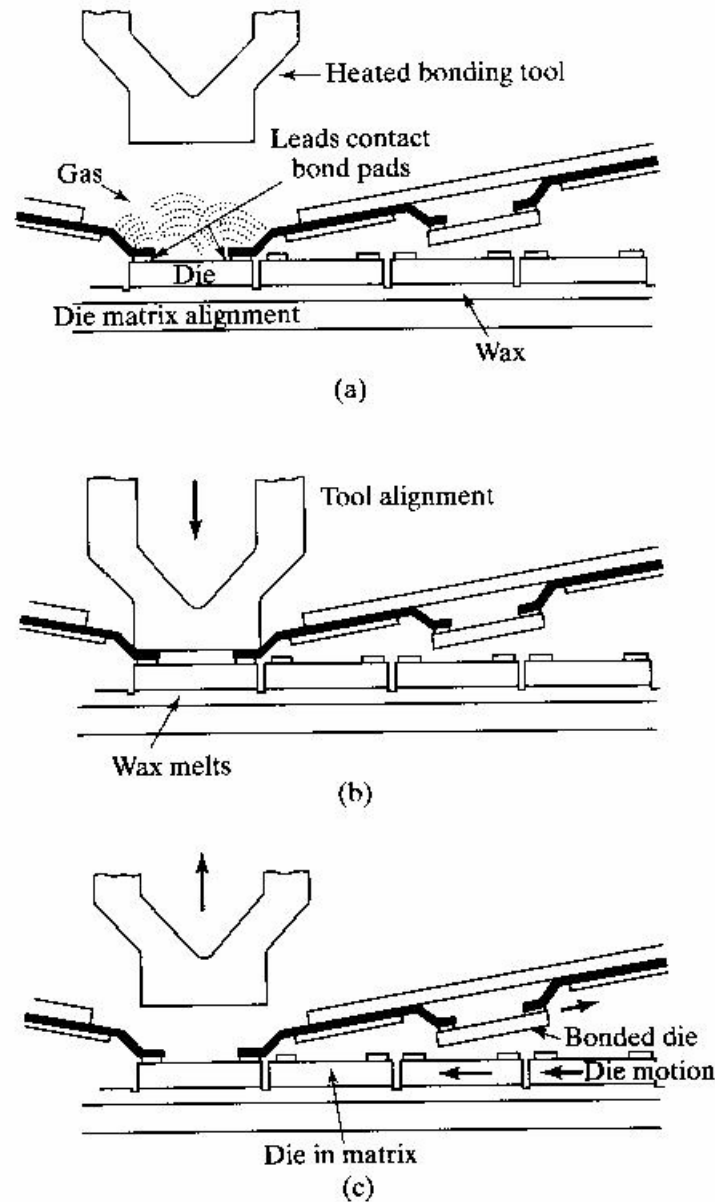 Heated bonding tool
Leads contact
bond pads
Gas
Die
Die matrix alignment
Wax
(a)
Tool alignment
Wax melts
(b)
Bonded die
Die motion
Die in matrix
(c)